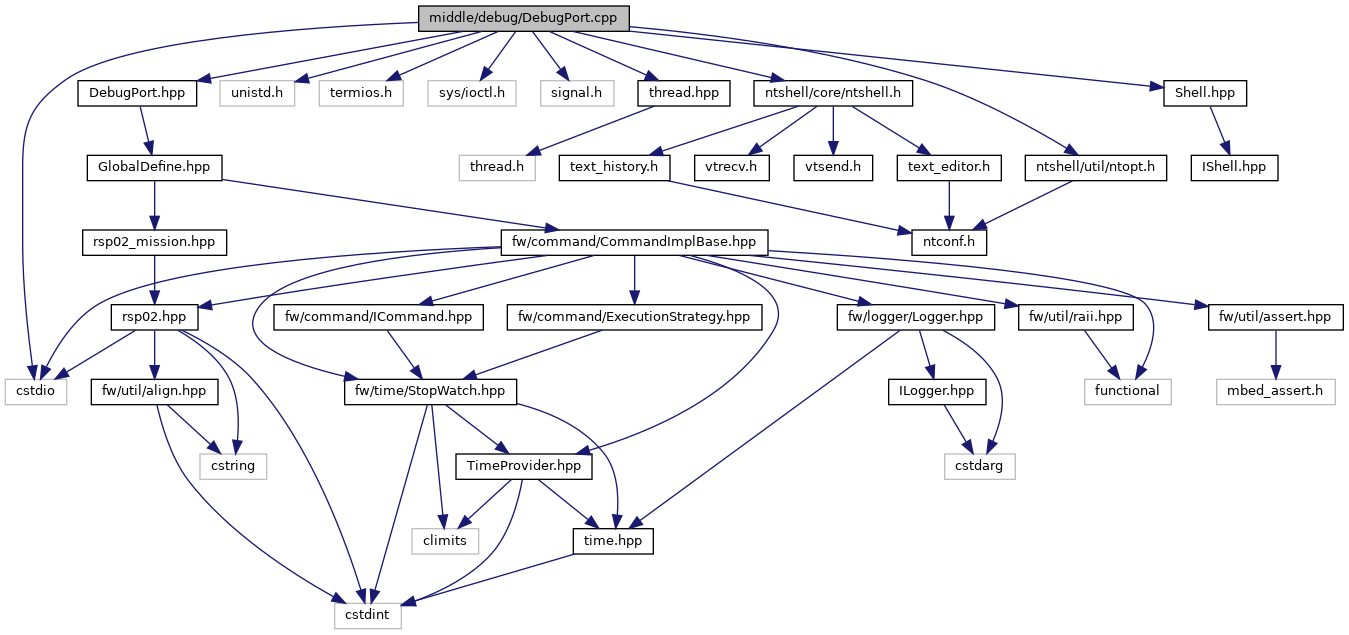 middle/debug/DebugPort.cpp
DebugPort.hpp
unistd.h
termios.h
sys/ioctl.h
signal.h
thread.hpp
ntshell/core/ntshell.h
Shell.hpp
GlobalDefine.hpp
thread.h
text_history.h
vtrecv.h
vtsend.h
text_editor.h
ntshell/util/ntopt.h
IShell.hpp
rsp02_mission.hpp
fw/command/CommandImplBase.hpp
ntconf.h
rsp02.hpp
fw/command/ICommand.hpp
fw/command/ExecutionStrategy.hpp
fw/logger/Logger.hpp
fw/util/raii.hpp
fw/util/assert.hpp
cstdio
fw/util/align.hpp
fw/time/StopWatch.hpp
ILogger.hpp
functional
mbed_assert.h
cstring
TimeProvider.hpp
cstdarg
climits
time.hpp
cstdint